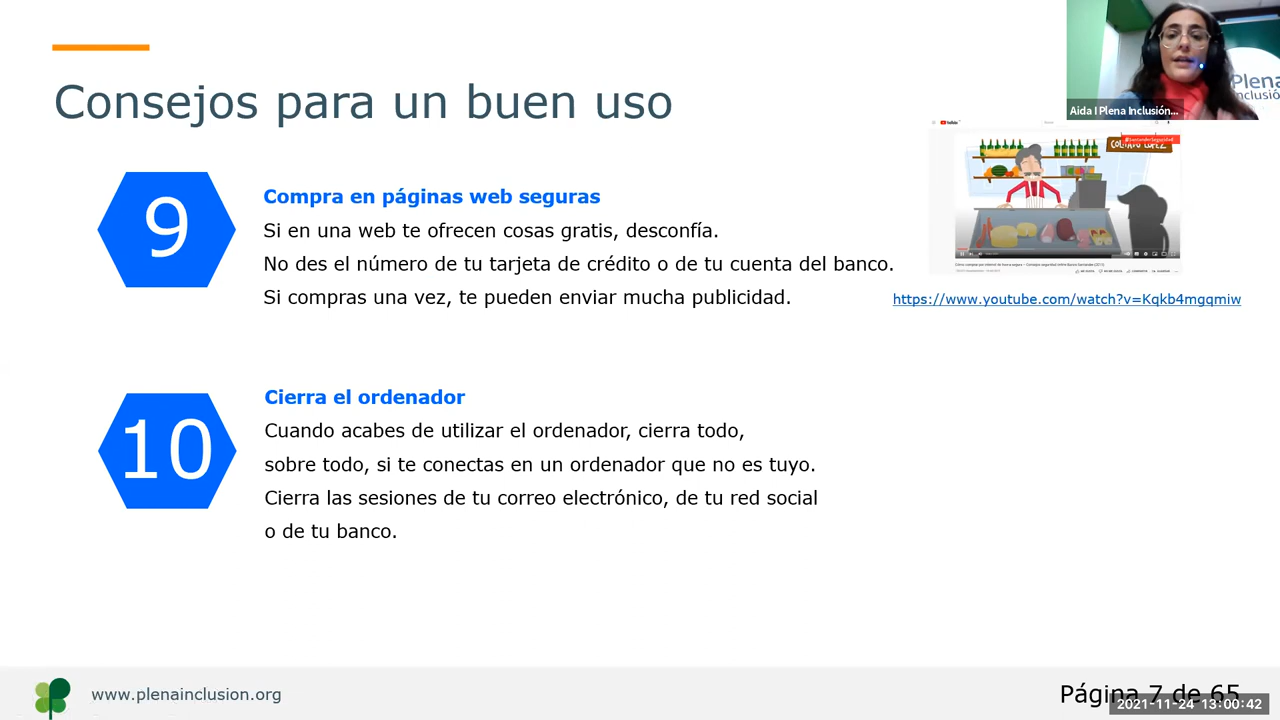 Consejos para un buen uso
Plena
inclusió
Aida I Plena Inclusión...
9
Compra en páginas web seguras
Si en una web te ofrecen cosas gratis, desconfía.
No des el número de tu tarjeta de crédito o de tu cuenta del banco.
Si compras una vez, te pueden enviar mucha publicidad.
YouTube
https://www.youtube.com/watch?v=Kqkb4mgqmiw
10
Cierra el ordenador
Cuando acabes de utilizar el ordenador, cierra todo,
sobre todo, si te conectas en un ordenador que no es tuyo.
Cierra las sesiones de tu correo electrónico, de tu red social
o de tu banco.
www.plenainclusion.org
Página 7 de 65
2021-11-24 13:00:42